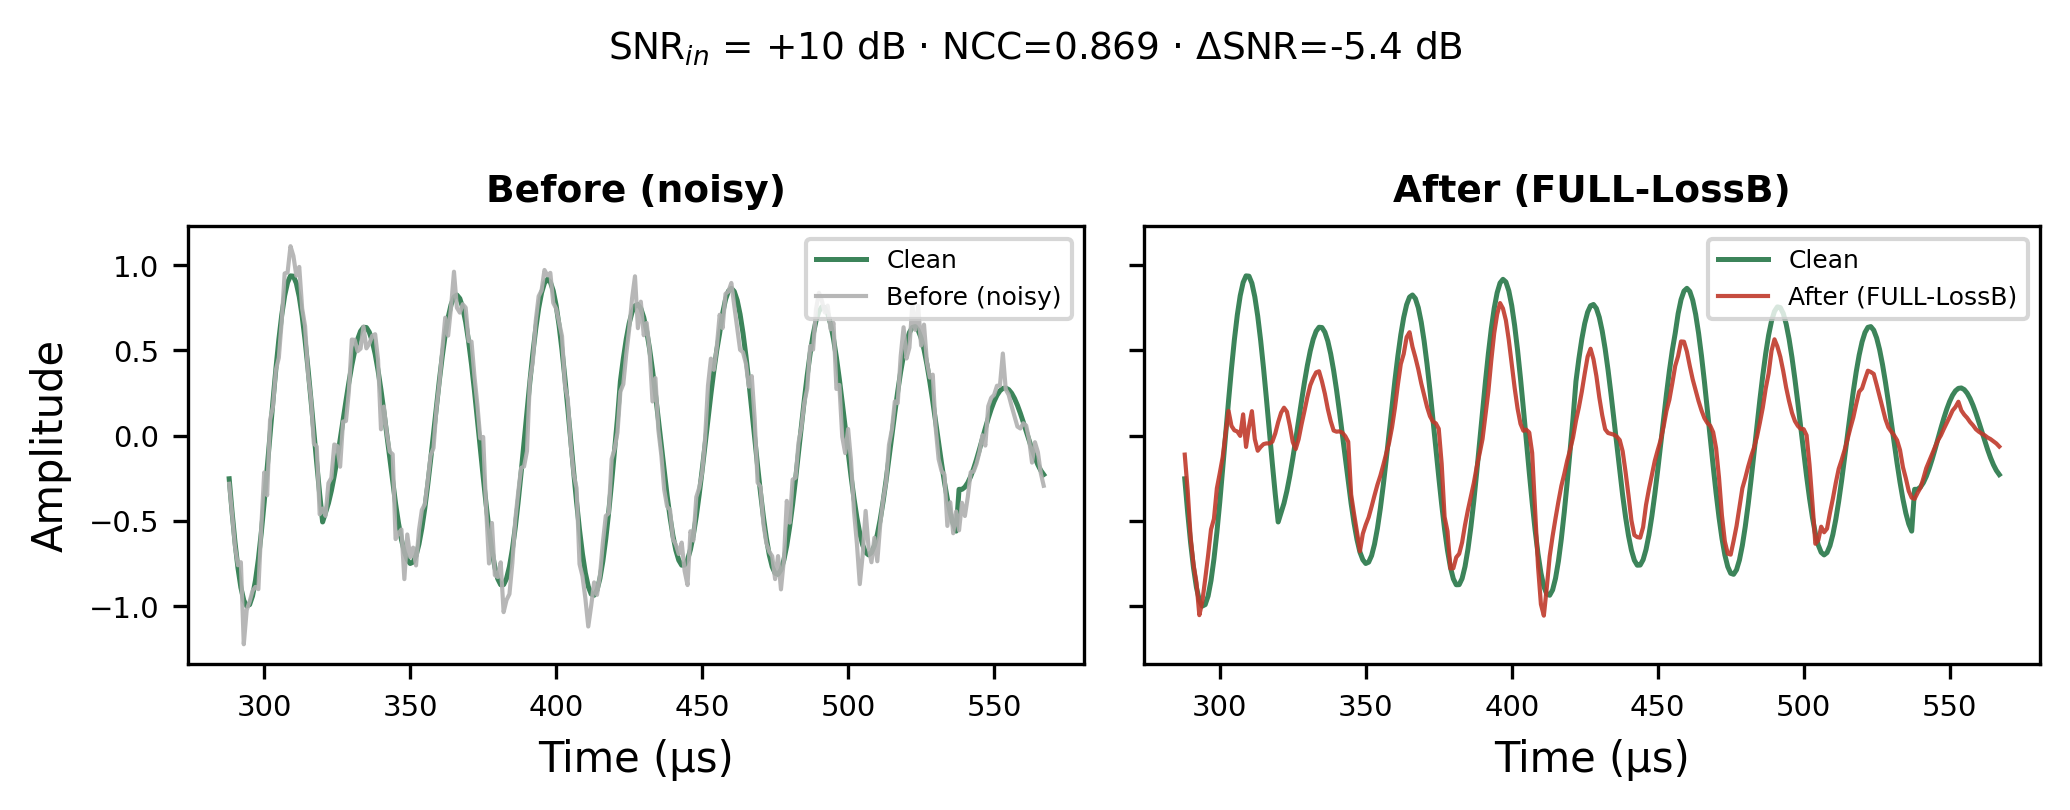 SNRin = +10 dB · NCC=0.869 · ΔSNR=-5.4 dB
Before (noisy)
After (FULL-LossB)
Clean
Before (noisy)
Clean
After (FULL-LossB)
Amplitude
1.0
0.5
0.0
−0.5
−1.0
300 350 400 450 500 550
300 350 400 450 500 550
Time (μs)
Time (μs)